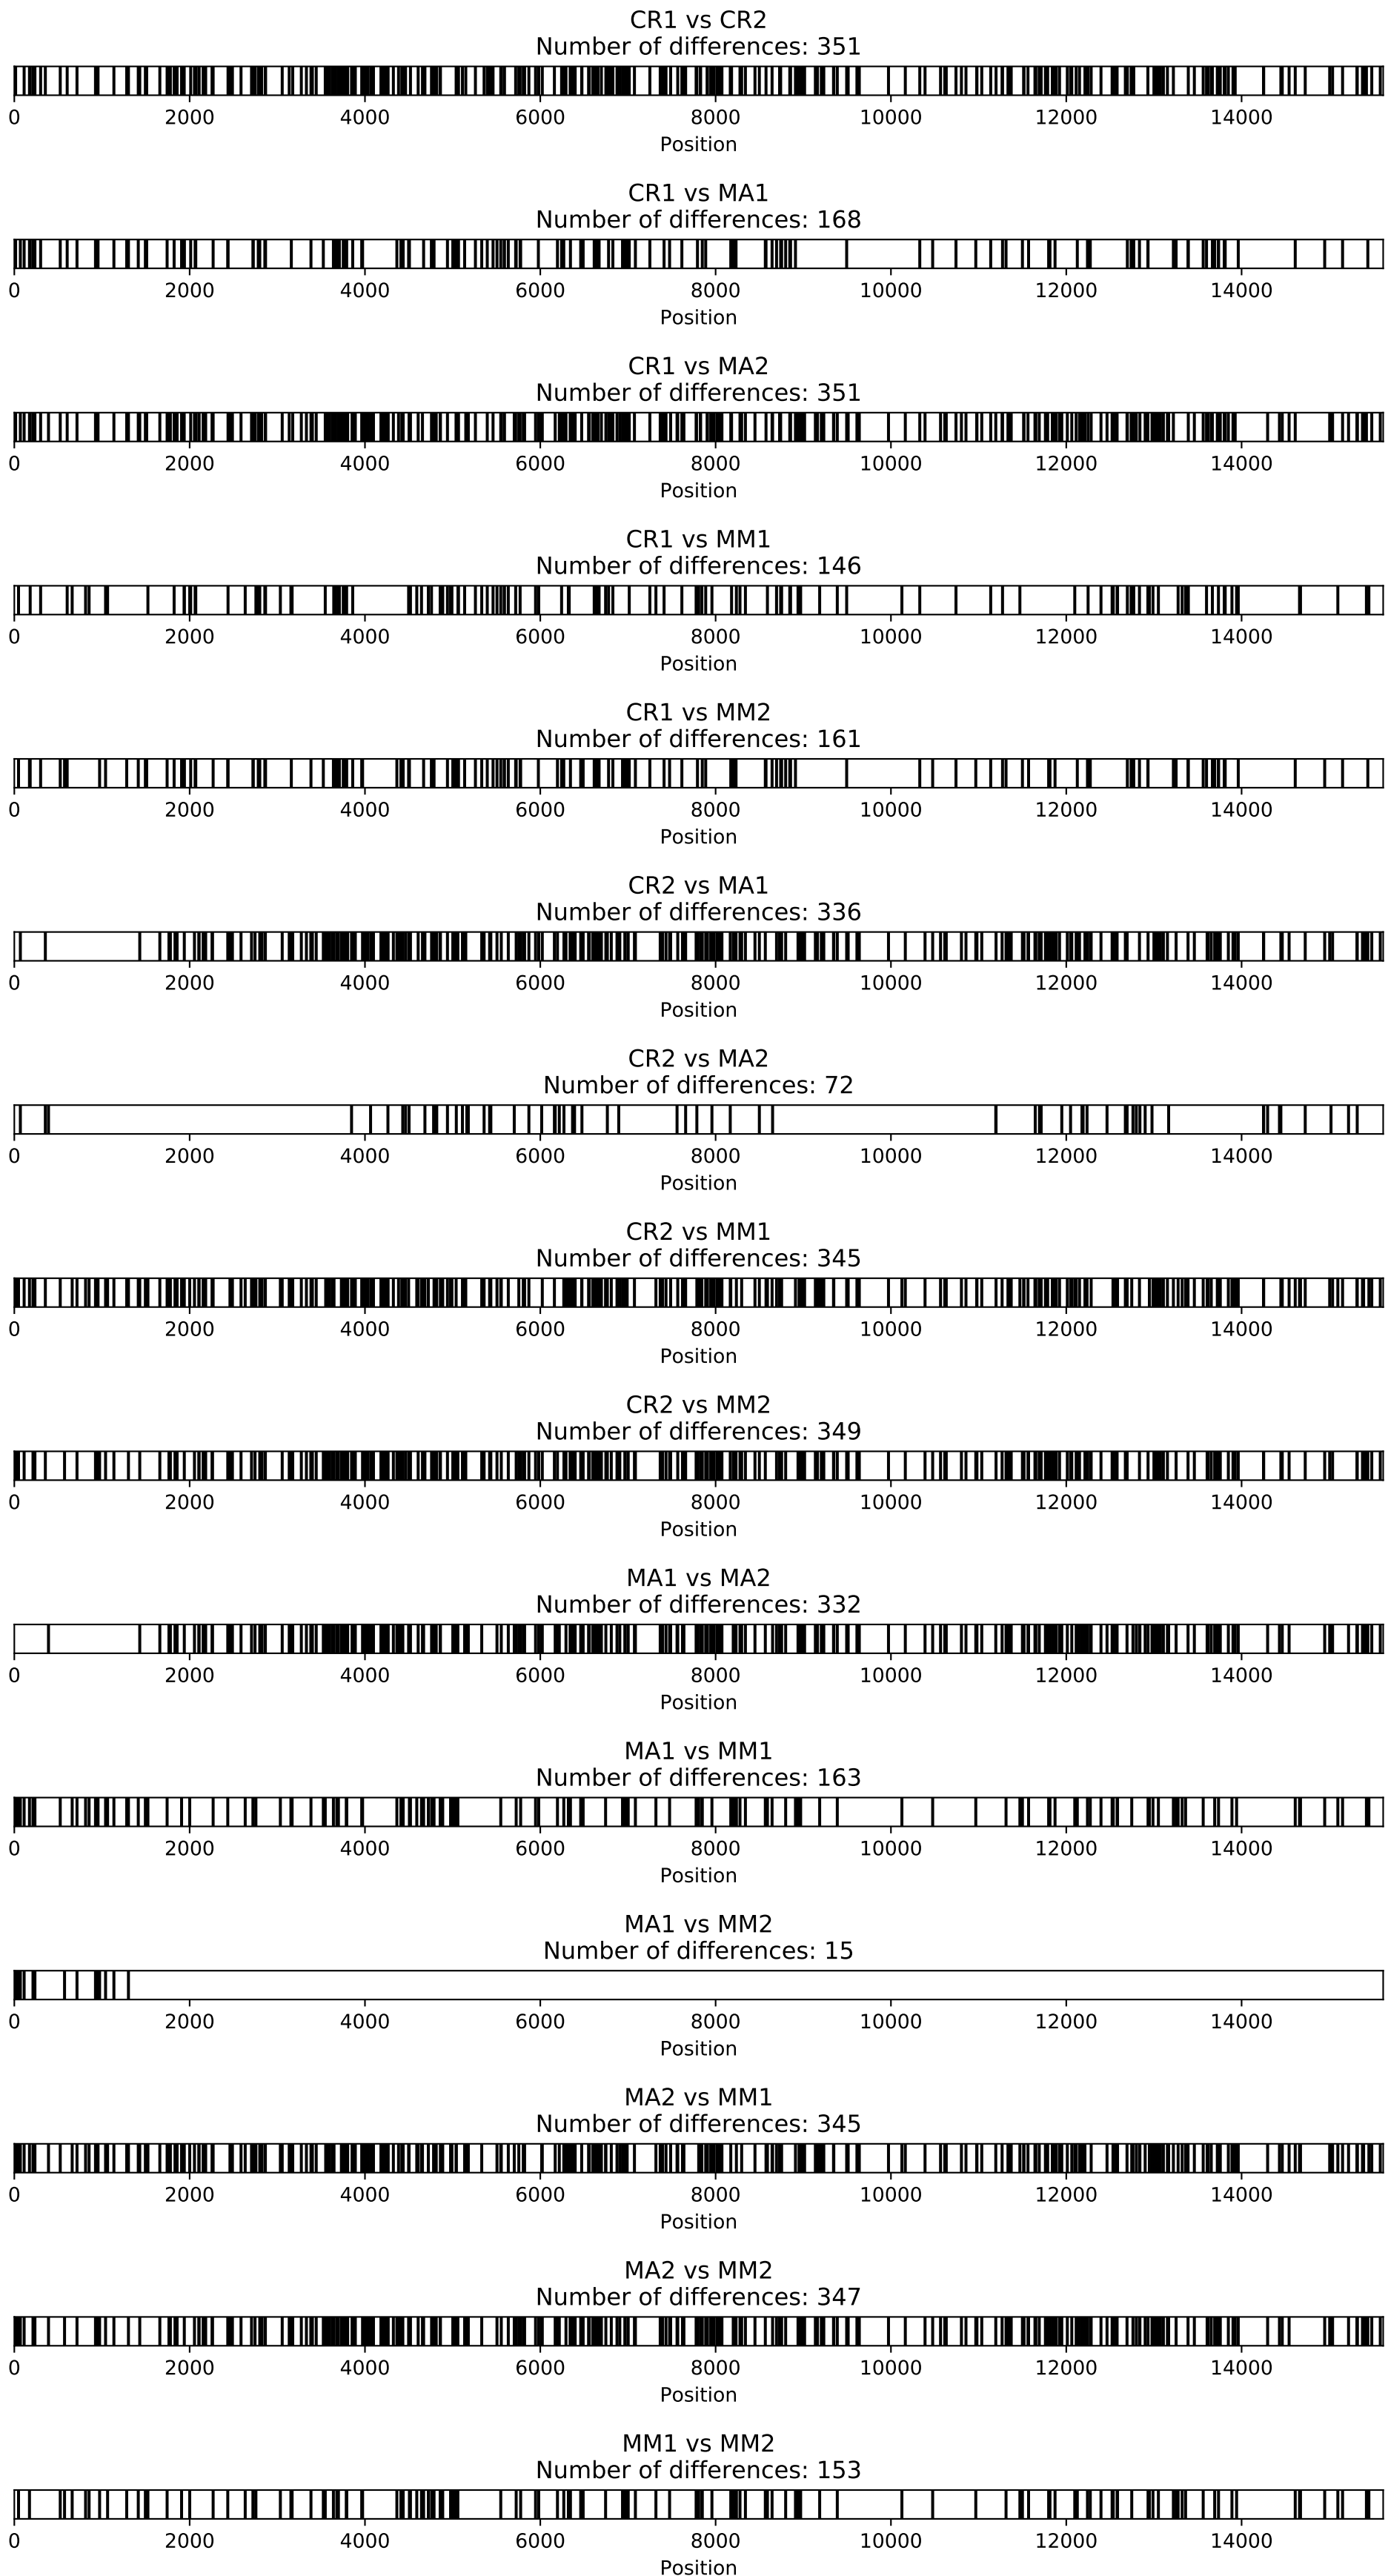 CR1 vs CR2
Number of differences: 351
0 2000 4000 6000 8000 10000 12000 14000
Position
CR1 vs MA1
Number of differences: 168
0 2000 4000 6000 8000 10000 12000 14000
Position
CR1 vs MA2
Number of differences: 351
0 2000 4000 6000 8000 10000 12000 14000
Position
CR1 vs MM1
Number of differences: 146
0 2000 4000 6000 8000 10000 12000 14000
Position
CR1 vs MM2
Number of differences: 161
0 2000 4000 6000 8000 10000 12000 14000
Position
CR2 vs MA1
Number of differences: 336
0 2000 4000 6000 8000 10000 12000 14000
Position
CR2 vs MA2
Number of differences: 72
0 2000 4000 6000 8000 10000 12000 14000
Position
CR2 vs MM1
Number of differences: 345
0 2000 4000 6000 8000 10000 12000 14000
Position
CR2 vs MM2
Number of differences: 349
0 2000 4000 6000 8000 10000 12000 14000
Position
MA1 vs MA2
Number of differences: 332
0 2000 4000 6000 8000 10000 12000 14000
Position
MA1 vs MM1
Number of differences: 163
0 2000 4000 6000 8000 10000 12000 14000
Position
MA1 vs MM2
Number of differences: 15
0 2000 4000 6000 8000 10000 12000 14000
Position
MA2 vs MM1
Number of differences: 345
0 2000 4000 6000 8000 10000 12000 14000
Position
MA2 vs MM2
Number of differences: 347
0 2000 4000 6000 8000 10000 12000 14000
Position
MM1 vs MM2
Number of differences: 153
0 2000 4000 6000 8000 10000 12000 14000
Position